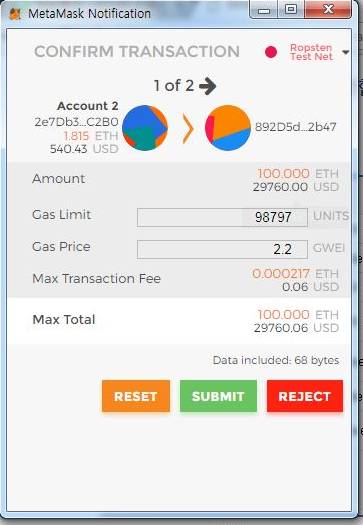 MetaMask Notification
CONFIRM TRANSACTION
Ropsten
Test Net
1 of 2
Account 2
2e7Db3...C2B0
1.815 ETH
540.43 USD
892D5d...2b47
Amount
100.000 ETH
29760.00 USD
Gas Limit
98797 UNITS
Gas Price
2.2 GWEI
Max Transaction Fee
0.000217 ETH
0.06 USD
Max Total
100.000 ETH
29760.06 USD
Data included: 68 bytes
RESET SUBMIT REJECT